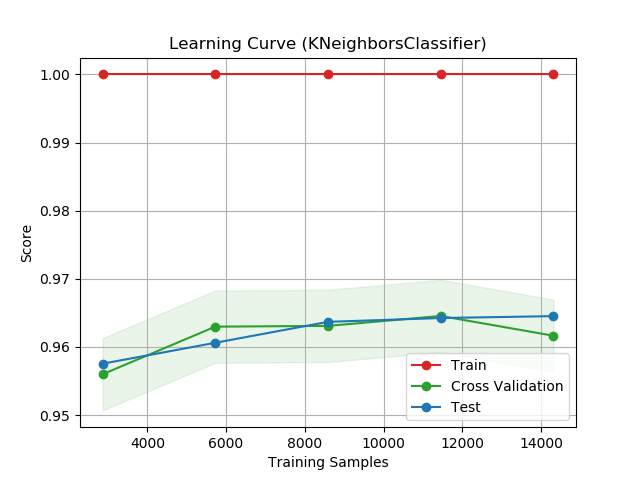 Learning Curve (KNeighborsClassifier)
1.00
0.99
0.98
0.97
0.96
0.95
Score
4000
6000
8000
10000
12000
14000
Training Samples
Train
Cross Validation
Test